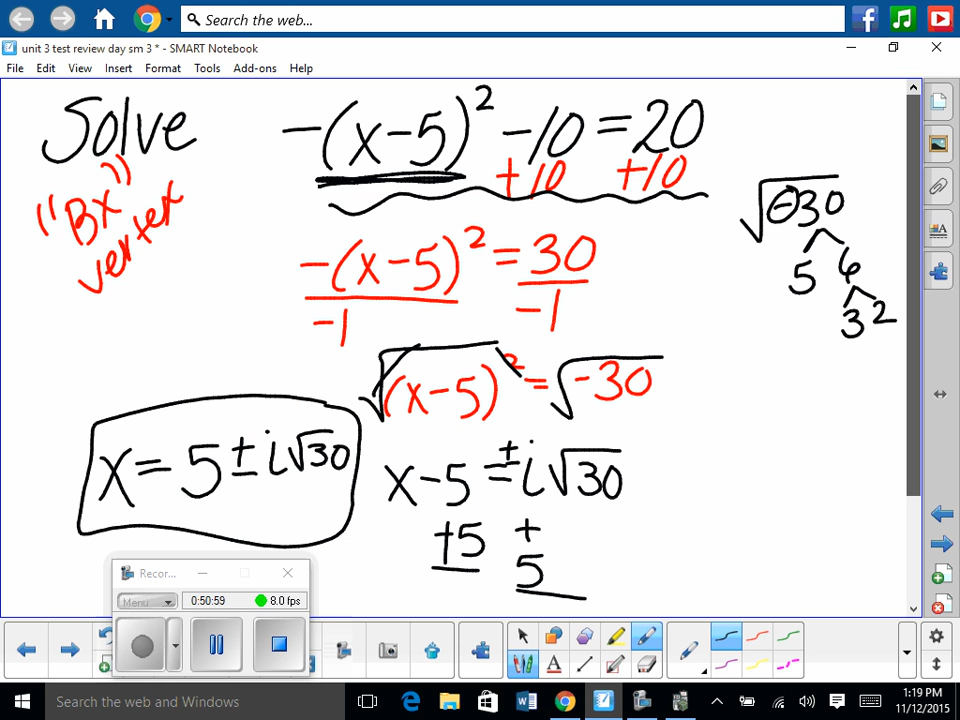 Search the web...
unit 3 test review day sm 3 * - SMART Notebook
File Edit View Insert Format Tools Add-ons Help
Solve -(x-5)² -10 = 20
+10 +10
"Bx"
vertex
-(x-5)² = 30
-1 -1
√(x-5)² = √-30
x-5 = ± i√30
+5 + 5
x = 5 ± i√30
√-30
5 6
3 2
Recor...
Menu 0:50:59 8.0 fps
Search the web and Windows
1:19 PM
11/12/2015